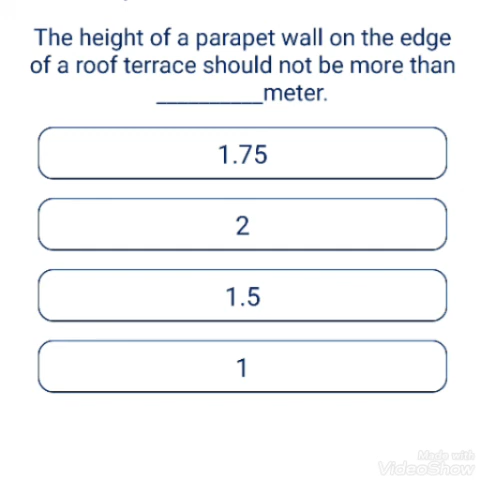 The height of a parapet wall on the edge
of a roof terrace should not be more than
__________meter.
1.75
2
1.5
1
Made with
VideoShow